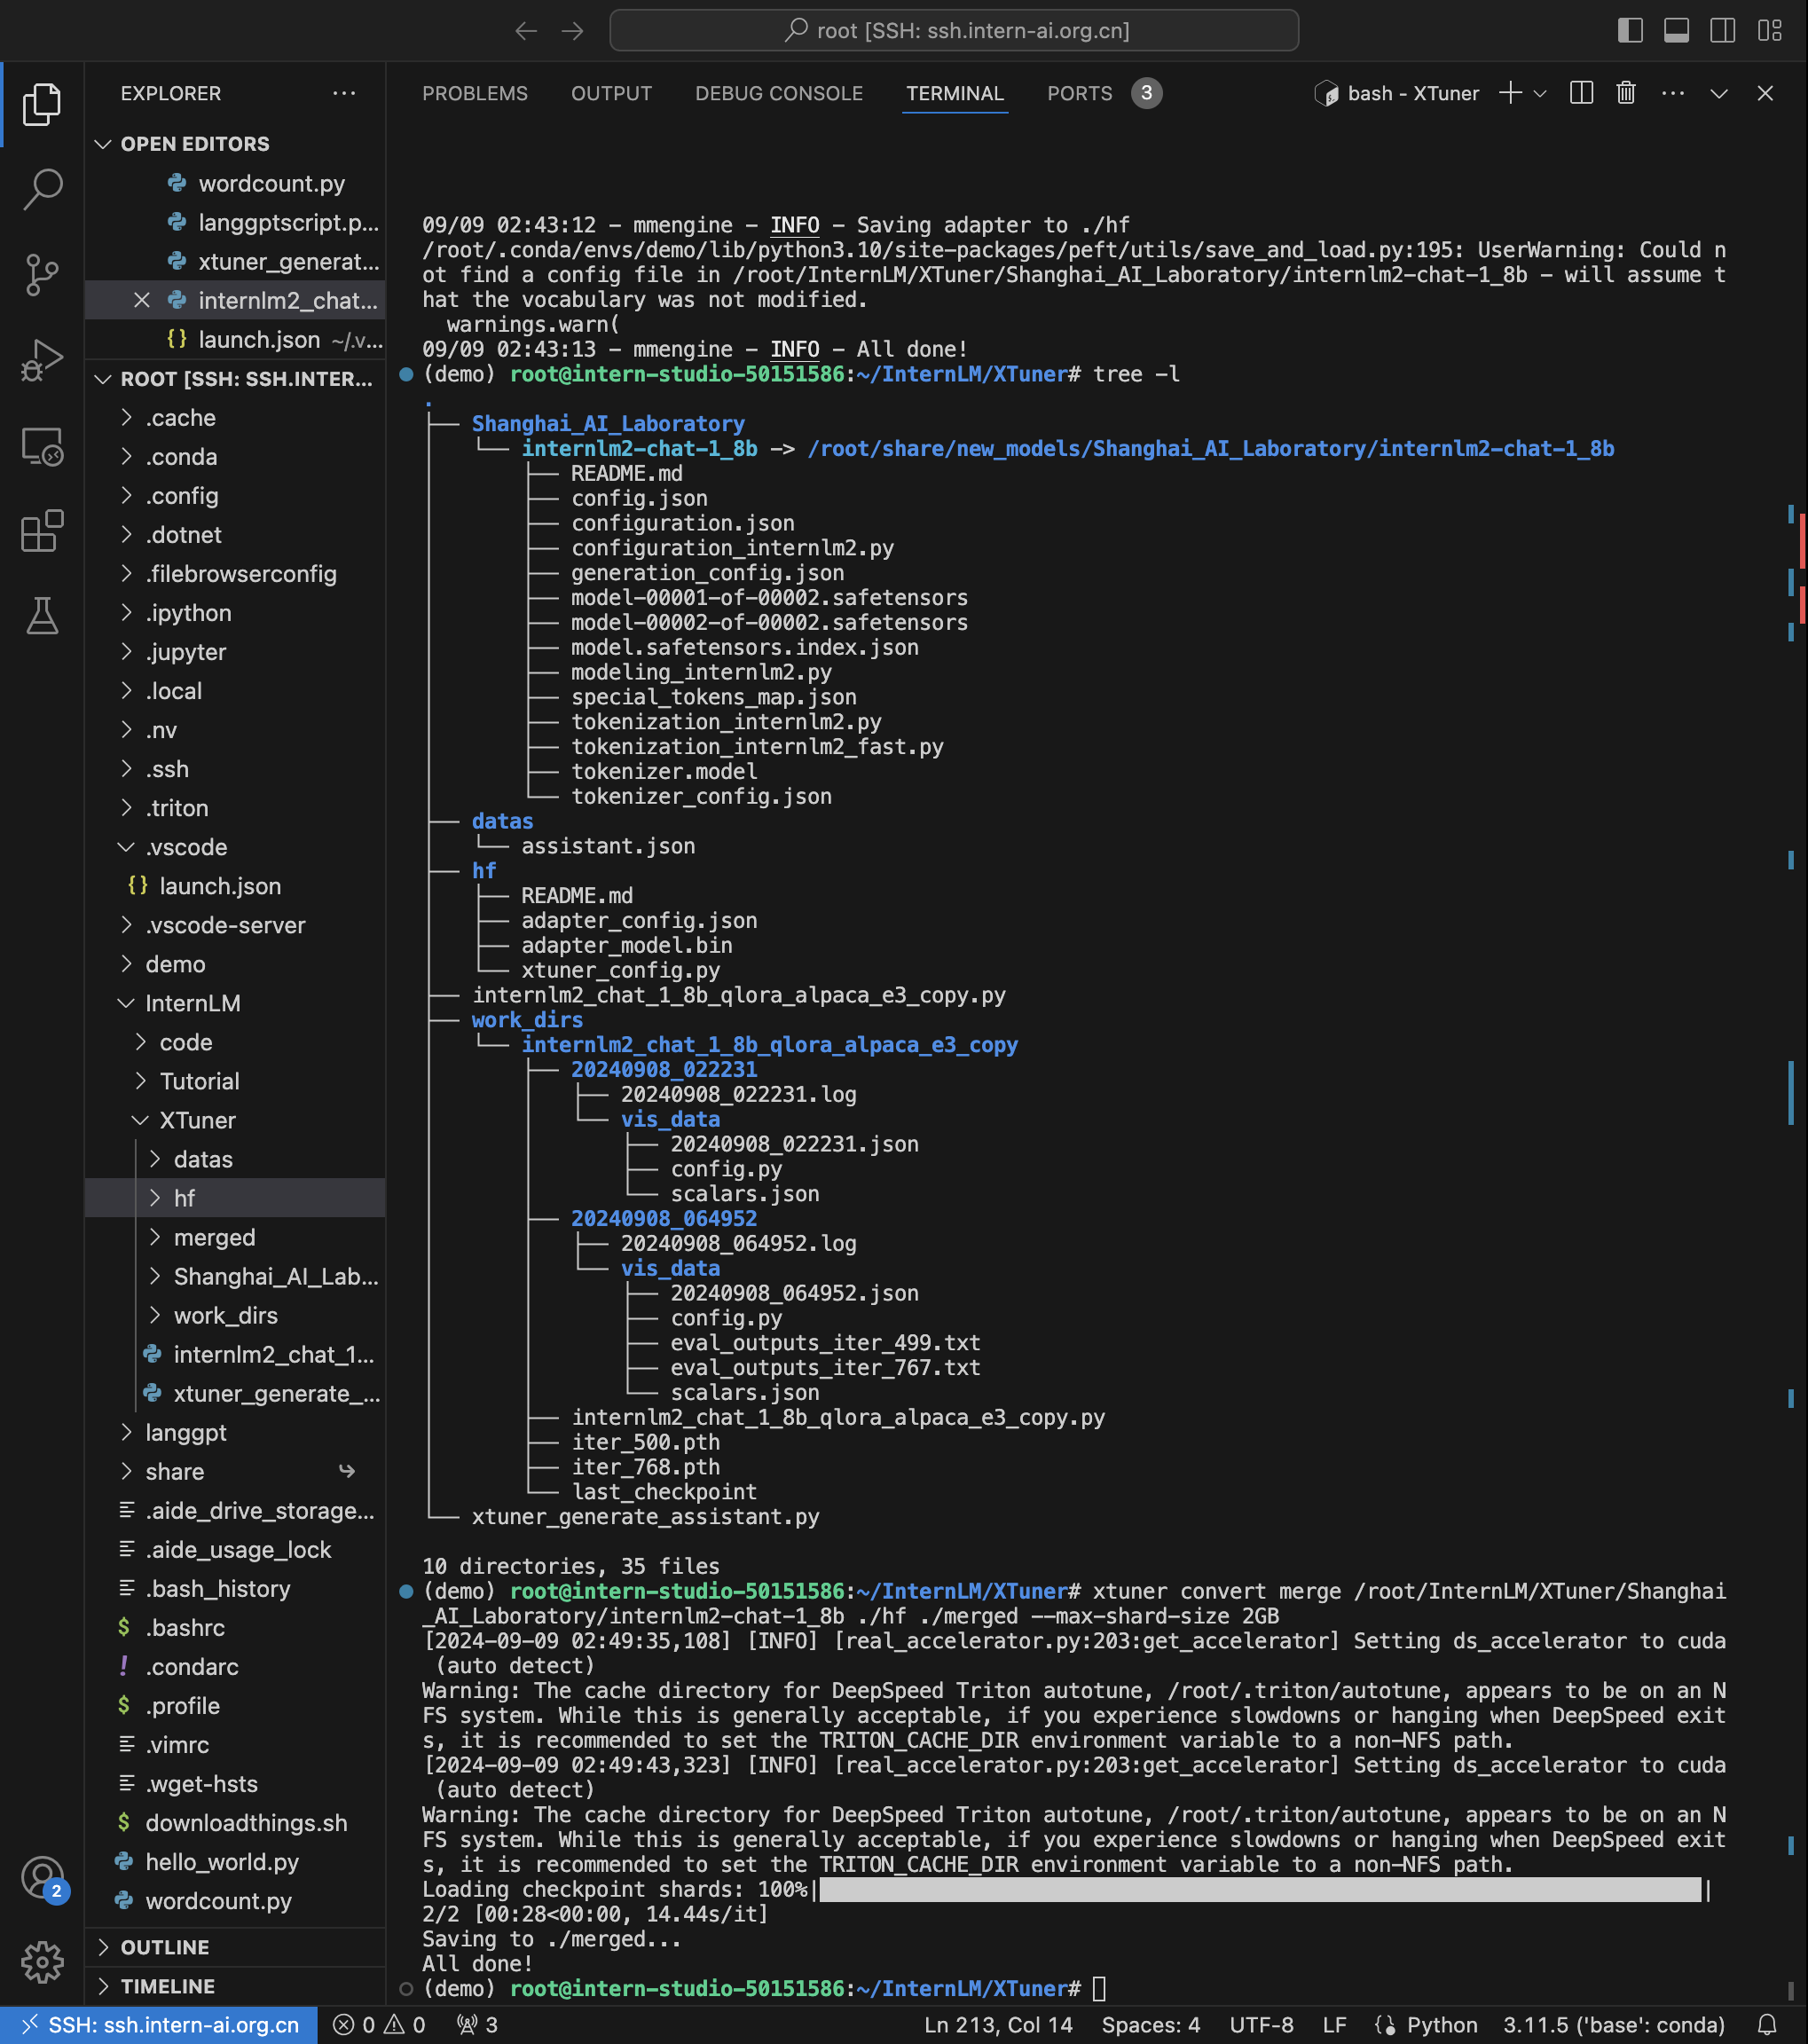 root [SSH: ssh.intern-ai.org.cn]
EXPLORER
OPEN EDITORS
wordcount.py
langgptscript.p...
xtuner_generat...
internlm2_chat...
launch.json ~/.v...
ROOT [SSH: SSH.INTER...
.cache
.conda
.config
.dotnet
.filebrowserconfig
.ipython
.jupyter
.local
.nv
.ssh
.triton
.vscode
{} launch.json
.vscode-server
demo
InternLM
code
Tutorial
XTuner
datas
hf
merged
Shanghai_AI_Lab...
work_dirs
internlm2_chat_1...
xtuner_generate_...
langgpt
share
.aide_drive_storage...
.aide_usage_lock
.bash_history
$ .bashrc
! .condarc
$ .profile
.vimrc
.wget-hsts
$ downloadthings.sh
hello_world.py
wordcount.py
OUTLINE
TIMELINE
2
PROBLEMS OUTPUT DEBUG CONSOLE TERMINAL PORTS 3 bash - XTuner
09/09 02:43:12 - mmengine - INFO - Saving adapter to ./hf
/root/.conda/envs/demo/lib/python3.10/site-packages/peft/utils/save_and_load.py:195: UserWarning: Could n
ot find a config file in /root/InternLM/XTuner/Shanghai_AI_Laboratory/internlm2-chat-1_8b - will assume t
hat the vocabulary was not modified.
  warnings.warn(
09/09 02:43:13 - mmengine - INFO - All done!
(demo) root@intern-studio-50151586:~/InternLM/XTuner# tree -l
.
├── Shanghai_AI_Laboratory
│   └── internlm2-chat-1_8b -> /root/share/new_models/Shanghai_AI_Laboratory/internlm2-chat-1_8b
│       ├── README.md
│       ├── config.json
│       ├── configuration.json
│       ├── configuration_internlm2.py
│       ├── generation_config.json
│       ├── model-00001-of-00002.safetensors
│       ├── model-00002-of-00002.safetensors
│       ├── model.safetensors.index.json
│       ├── modeling_internlm2.py
│       ├── special_tokens_map.json
│       ├── tokenization_internlm2.py
│       ├── tokenization_internlm2_fast.py
│       ├── tokenizer.model
│       └── tokenizer_config.json
├── datas
│   └── assistant.json
├── hf
│   ├── README.md
│   ├── adapter_config.json
│   ├── adapter_model.bin
│   └── xtuner_config.py
├── internlm2_chat_1_8b_qlora_alpaca_e3_copy.py
├── work_dirs
│   └── internlm2_chat_1_8b_qlora_alpaca_e3_copy
│       ├── 20240908_022231
│       │   ├── 20240908_022231.log
│       │   └── vis_data
│       │       ├── 20240908_022231.json
│       │       ├── config.py
│       │       └── scalars.json
│       ├── 20240908_064952
│       │   ├── 20240908_064952.log
│       │   └── vis_data
│       │       ├── 20240908_064952.json
│       │       ├── config.py
│       │       ├── eval_outputs_iter_499.txt
│       │       ├── eval_outputs_iter_767.txt
│       │       └── scalars.json
│       ├── internlm2_chat_1_8b_qlora_alpaca_e3_copy.py
│       ├── iter_500.pth
│       ├── iter_768.pth
│       └── last_checkpoint
└── xtuner_generate_assistant.py
10 directories, 35 files
(demo) root@intern-studio-50151586:~/InternLM/XTuner# xtuner convert merge /root/InternLM/XTuner/Shanghai
_AI_Laboratory/internlm2-chat-1_8b ./hf ./merged --max-shard-size 2GB
[2024-09-09 02:49:35,108] [INFO] [real_accelerator.py:203:get_accelerator] Setting ds_accelerator to cuda
 (auto detect)
Warning: The cache directory for DeepSpeed Triton autotune, /root/.triton/autotune, appears to be on an N
FS system. While this is generally acceptable, if you experience slowdowns or hanging when DeepSpeed exit
s, it is recommended to set the TRITON_CACHE_DIR environment variable to a non-NFS path.
[2024-09-09 02:49:43,323] [INFO] [real_accelerator.py:203:get_accelerator] Setting ds_accelerator to cuda
 (auto detect)
Warning: The cache directory for DeepSpeed Triton autotune, /root/.triton/autotune, appears to be on an N
FS system. While this is generally acceptable, if you experience slowdowns or hanging when DeepSpeed exit
s, it is recommended to set the TRITON_CACHE_DIR environment variable to a non-NFS path.
Loading checkpoint shards: 100%|█████████████████████████|
2/2 [00:28<00:00, 14.44s/it]
Saving to ./merged...
All done!
(demo) root@intern-studio-50151586:~/InternLM/XTuner#
SSH: ssh.intern-ai.org.cn 0 0 3 Ln 213, Col 14 Spaces: 4 UTF-8 LF Python 3.11.5 ('base': conda)